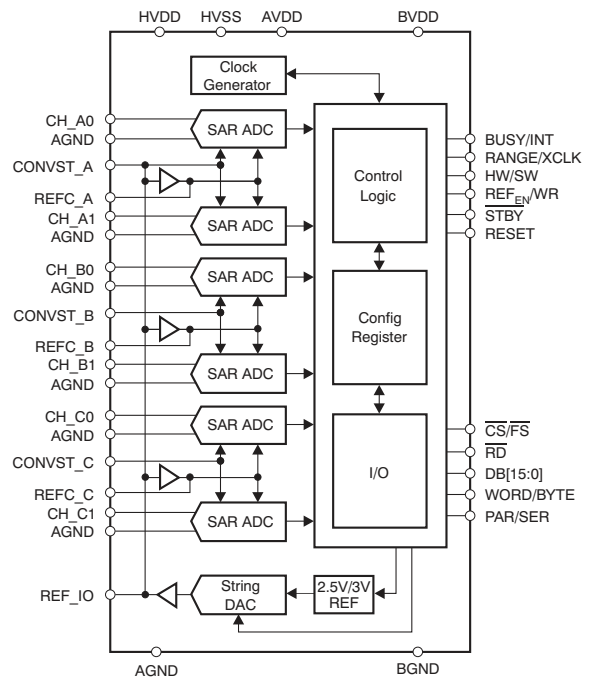 HVDD HVSS AVDD BVDD
Clock
Generator
CH_A0
AGND
CONVST_A
REFC_A
CH_A1
AGND
CH_B0
AGND
CONVST_B
REFC_B
CH_B1
AGND
CH_C0
AGND
CONVST_C
REFC_C
CH_C1
AGND
REF_IO
SAR ADC
SAR ADC
SAR ADC
SAR ADC
SAR ADC
SAR ADC
String
DAC
2.5V/3V
REF
Control
Logic
Config
Register
I/O
BUSY/INT
RANGE/XCLK
HW/SW
REF_EN/WR
STBY
RESET
CS/FS
RD
DB[15:0]
WORD/BYTE
PAR/SER
AGND BGND